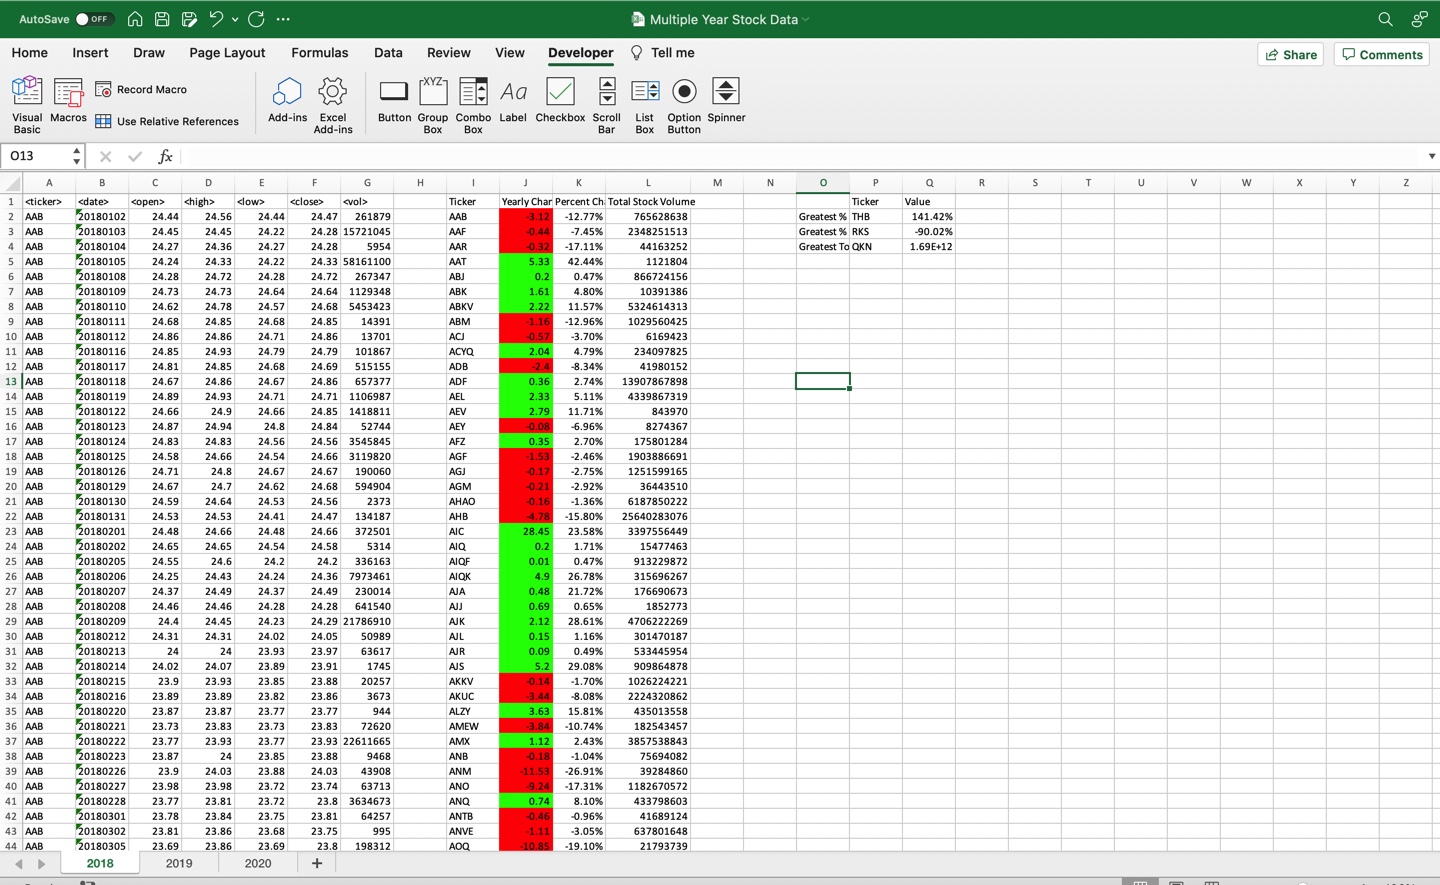 AutoSave OFF Multiple Year Stock Data
Home Insert Draw Page Layout Formulas Data Review View Developer Tell me Share Comments
Visual Basic Macros Record Macro Use Relative References Add-ins Excel Add-ins Button Group Box Combo Box Label Checkbox Scroll Bar List Box Option Button Spinner
O13 fx
A B C D E F G H I J K L M N O P Q R S T U V W X Y Z
1 <ticker> <date> <open> <high> <low> <close> <vol> Ticker Yearly Char Percent Ch Total Stock Volume Ticker Value
2 AAB 20180102 24.44 24.56 24.44 24.47 261879 AAB -3.12 -12.77% 765628638 Greatest % THB 141.42%
3 AAB 20180103 24.45 24.45 24.22 24.28 15721045 AAF -0.44 -7.45% 2348251513 Greatest % RKS -90.02%
4 AAB 20180104 24.27 24.36 24.27 24.28 5954 AAR -0.32 -17.11% 44163252 Greatest To QKN 1.69E+12
5 AAB 20180105 24.24 24.33 24.22 24.33 58161100 AAT 5.33 42.44% 1121804
6 AAB 20180108 24.28 24.72 24.28 24.72 267347 ABJ 0.2 0.47% 866724156
7 AAB 20180109 24.73 24.73 24.64 24.64 1129348 ABK 1.61 4.80% 10391386
8 AAB 20180110 24.62 24.78 24.57 24.68 5453423 ABKV 2.22 11.57% 5324614313
9 AAB 20180111 24.68 24.85 24.68 24.85 14391 ABM -1.16 -12.96% 1029560425
10 AAB 20180112 24.86 24.86 24.71 24.86 13701 ACJ -0.57 -3.70% 6169423
11 AAB 20180116 24.85 24.93 24.79 24.79 101867 ACYQ 2.04 4.79% 234097825
12 AAB 20180117 24.81 24.85 24.68 24.69 515155 ADB -2.4 -8.34% 41980152
13 AAB 20180118 24.67 24.86 24.67 24.86 657377 ADF 0.36 2.74% 13907867898
14 AAB 20180119 24.89 24.93 24.71 24.71 1106987 AEL 2.33 5.11% 4339867319
15 AAB 20180122 24.66 24.9 24.66 24.85 1418811 AEV 2.79 11.71% 843970
16 AAB 20180123 24.87 24.94 24.8 24.84 52744 AEY -0.08 -6.96% 8274367
17 AAB 20180124 24.83 24.83 24.56 24.56 3545845 AFZ 0.35 2.70% 175801284
18 AAB 20180125 24.58 24.66 24.54 24.66 3119820 AGF -1.53 -2.46% 1903886691
19 AAB 20180126 24.71 24.8 24.67 24.67 190060 AGJ -0.17 -2.75% 1251599165
20 AAB 20180129 24.67 24.7 24.62 24.68 594904 AGM -0.21 -2.92% 36443510
21 AAB 20180130 24.59 24.64 24.53 24.56 2373 AHAO -0.16 -1.36% 6187850222
22 AAB 20180131 24.53 24.53 24.41 24.47 134187 AHB -4.78 -15.80% 25640283076
23 AAB 20180201 24.48 24.66 24.48 24.66 372501 AIC 28.45 23.58% 3397556449
24 AAB 20180202 24.65 24.65 24.54 24.58 5314 AIQ 0.2 1.71% 15477463
25 AAB 20180205 24.55 24.6 24.2 24.2 336163 AIQF 0.01 0.47% 913229872
26 AAB 20180206 24.25 24.43 24.24 24.36 7973461 AIQK 4.9 26.78% 315696267
27 AAB 20180207 24.37 24.49 24.37 24.49 230014 AJA 0.48 21.72% 176690673
28 AAB 20180208 24.46 24.46 24.28 24.28 641540 AJJ 0.69 0.65% 1852773
29 AAB 20180209 24.4 24.45 24.23 24.29 21786910 AJK 2.12 28.61% 4706222269
30 AAB 20180212 24.31 24.31 24.02 24.05 50989 AJL 0.15 1.16% 301470187
31 AAB 20180213 24 24 23.93 23.97 63617 AJR 0.09 0.49% 533445954
32 AAB 20180214 24.02 24.07 23.89 23.91 1745 AJS 5.2 29.08% 909864878
33 AAB 20180215 23.9 23.93 23.85 23.88 20257 AKKV -0.14 -1.70% 1026224221
34 AAB 20180216 23.89 23.89 23.82 23.86 3673 AKUC -3.44 -8.08% 2224320862
35 AAB 20180220 23.87 23.87 23.77 23.77 944 ALZY 3.63 15.81% 435013558
36 AAB 20180221 23.73 23.83 23.73 23.83 72620 AMEW -3.84 -10.74% 182543457
37 AAB 20180222 23.77 23.93 23.77 23.93 22611665 AMX 1.12 2.43% 3857538843
38 AAB 20180223 23.87 24 23.85 23.88 9468 ANB -0.18 -1.04% 75694082
39 AAB 20180226 23.9 24.03 23.88 24.03 43908 ANM -11.53 -26.91% 39284860
40 AAB 20180227 23.98 23.98 23.72 23.74 63713 ANO -9.24 -17.31% 1182670572
41 AAB 20180228 23.77 23.81 23.72 23.8 3634673 ANQ 0.74 8.10% 433798603
42 AAB 20180301 23.78 23.84 23.75 23.81 64257 ANTB -0.46 -0.96% 41689124
43 AAB 20180302 23.81 23.86 23.68 23.75 995 ANVE -1.11 -3.05% 637801648
44 AAB 20180305 23.69 23.86 23.69 23.8 198312 AOQ -10.85 -19.10% 21793739
2018 2019 2020 +